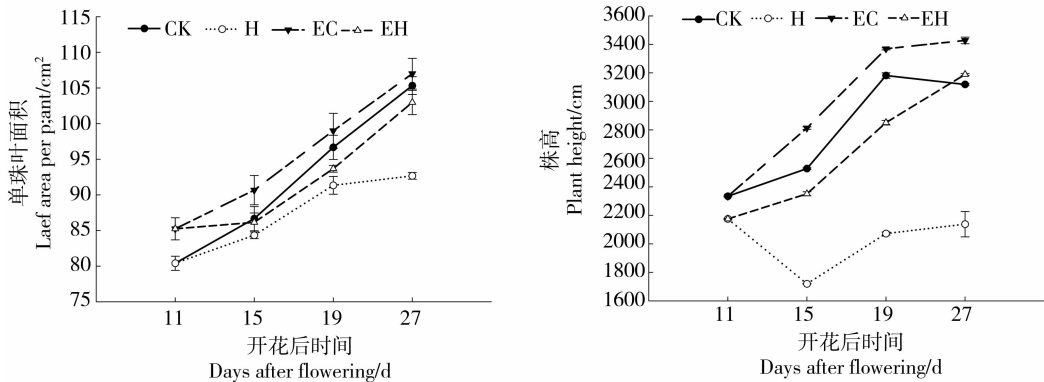 115
110
105
100
95
90
85
80
75
CK H EC EH
单珠叶面积
Laef area per p;ant/cm²
11 15 19 27
开花后时间
Days after flowering/d
3600
3400
3200
3000
2800
2600
2400
2200
2000
1800
1600
CK H EC EH
株高
Plant height/cm
11 15 19 27
开花后时间
Days after flowering/d